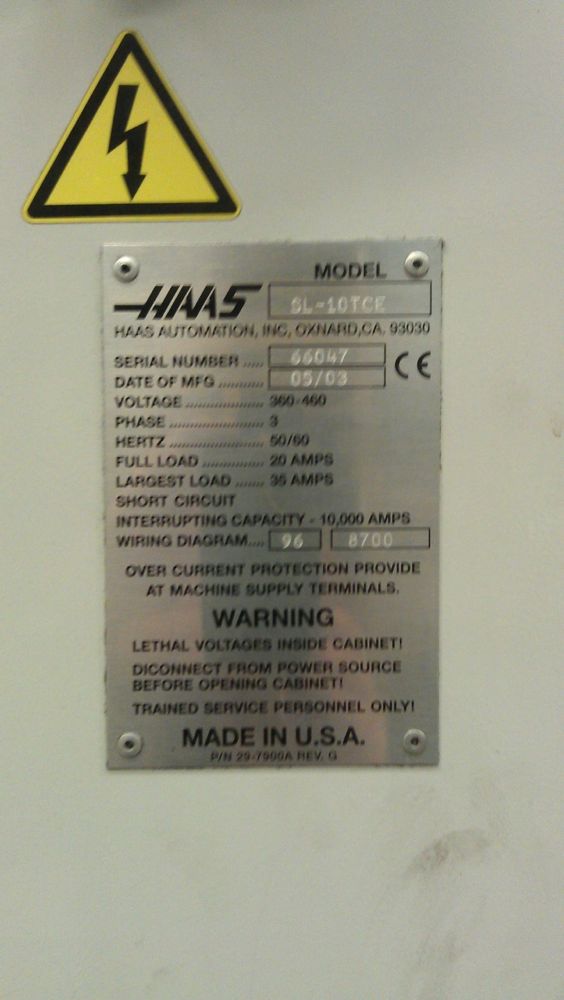 MODEL
HAAS SL-10TCE
HAAS AUTOMATION, INC, OXNARD,CA. 93030
SERIAL NUMBER ..... 66047
DATE OF MFG ........... 05/03 CE
VOLTAGE ................... 360-460
PHASE ....................... 3
HERTZ ....................... 50/60
FULL LOAD ............... 20 AMPS
LARGEST LOAD ....... 35 AMPS
SHORT CIRCUIT
INTERRUPTING CAPACITY - 10,000 AMPS
WIRING DIAGRAM.... 96 8700
OVER CURRENT PROTECTION PROVIDE
AT MACHINE SUPPLY TERMINALS.
WARNING
LETHAL VOLTAGES INSIDE CABINET!
DICONNECT FROM POWER SOURCE
BEFORE OPENING CABINET!
TRAINED SERVICE PERSONNEL ONLY!
MADE IN U.S.A.
P/N 29-7900A REV. G